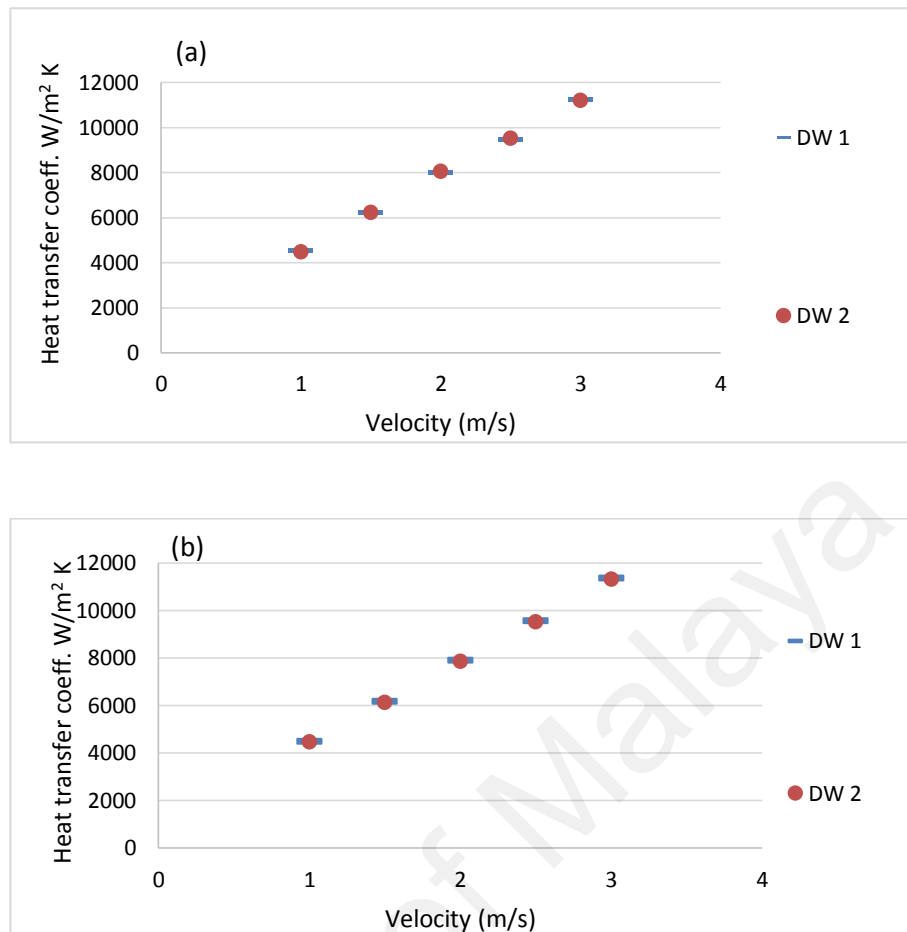 (a)
Heat transfer coeff. W/m² K
12000
10000
8000
6000
4000
2000
0
0 1 2 3 4
Velocity (m/s)
DW 1
DW 2
(b)
Heat transfer coeff. W/m² K
12000
10000
8000
6000
4000
2000
0
0 1 2 3 4
Velocity (m/s)
DW 1
DW 2
of Malaya